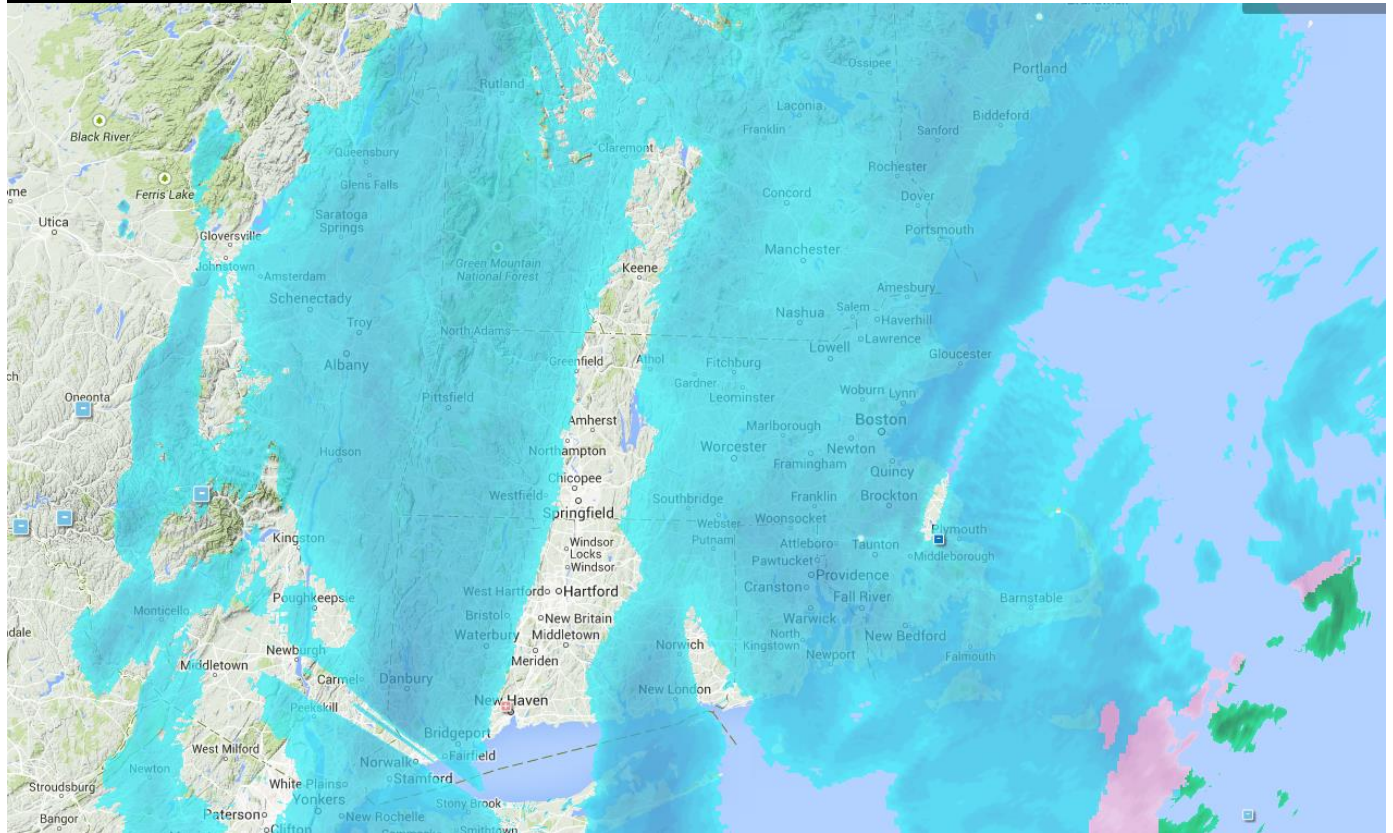 Rutland
Ossipee
Portland
Black River
Laconia
Biddeford
Franklin
Sanford
Queensbury
Claremont
Rochester
Glens Falls
Ferris Lake
Concord
Dover
Utica
Saratoga
Springs
Portsmouth
Gloversville
Manchester
Johnstown
Amsterdam
Green Mountain
National Forest
Keene
Amesbury
Schenectady
Salem
Nashua
Haverhill
Troy
North Adams
Lawrence
Lowell
Gloucester
Albany
Greenfield
Athol
Fitchburg
Gardner
Woburn
Lynn
Pittsfield
Leominster
Oneonta
Amherst
Boston
Marlborough
Northampton
Worcester
Newton
Hudson
Framingham
Quincy
Chicopee
Westfield
Southbridge
Franklin
Brockton
Springfield
Webster
Woonsocket
Plymouth
Kingston
Windsor
Locks
Putnam
Attleboro
Taunton
Middleborough
Windsor
Pawtucket
Providence
West Hartford
Hartford
Cranston
Fall River
Poughkeepsie
Barnstable
Monticello
Bristol
New Britain
Warwick
Waterbury
Middletown
North
Kingstown
New Bedford
Norwich
Newburgh
Newport
Falmouth
Middletown
Meriden
Carmel
Danbury
New London
New Haven
Peekskill
Bridgeport
West Milford
Fairfield
Norwalk
Newton
Stamford
White Plains
Stroudsburg
Yonkers
Stony Brook
Paterson
New Rochelle
Bangor
Clifton
Smithtown